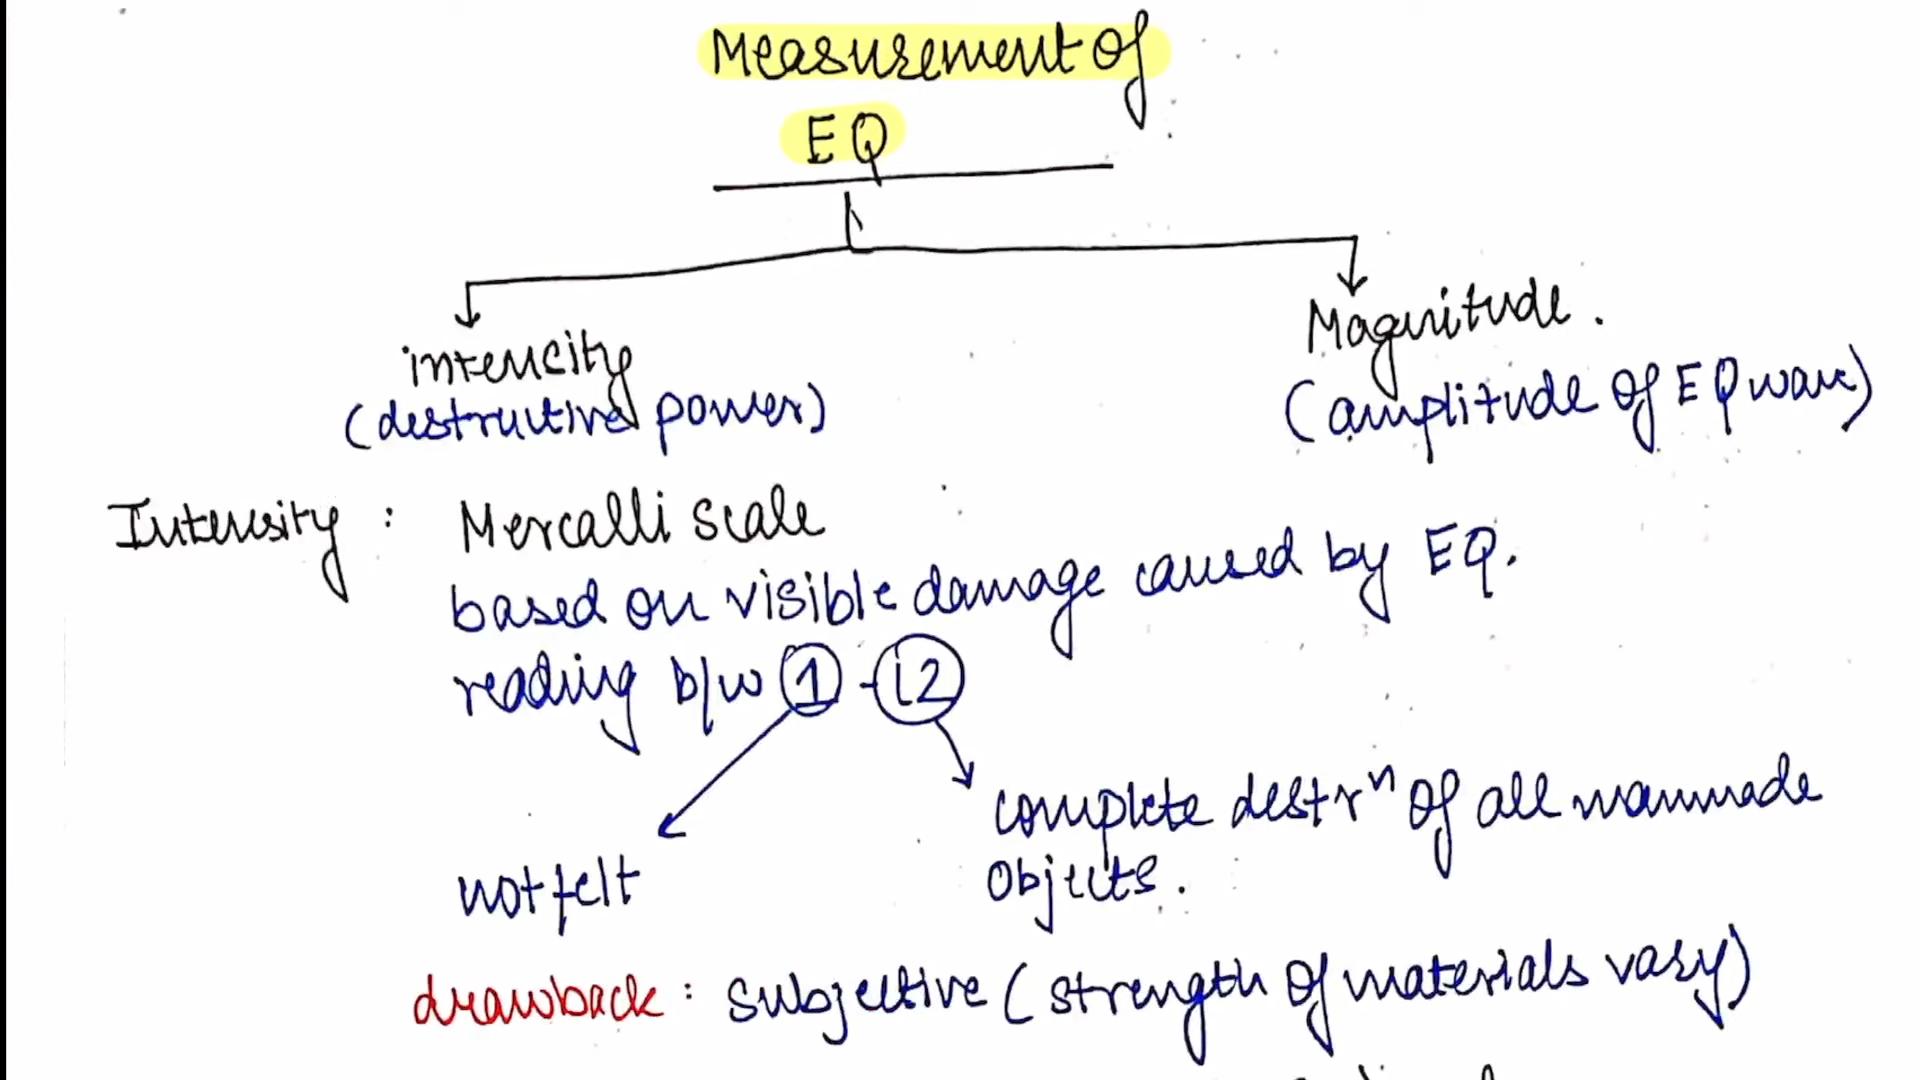 Measurement of
EQ
intencity
(destructive power)
Magnitude.
(amplitude of EQ wave)
Intensity : Mercalli scale
based on visible damage caused by EQ.
reading b/w 1 - 12
not felt
complete destrⁿ of all manmade
objects.
drawback : subjective (strength of materials vary)